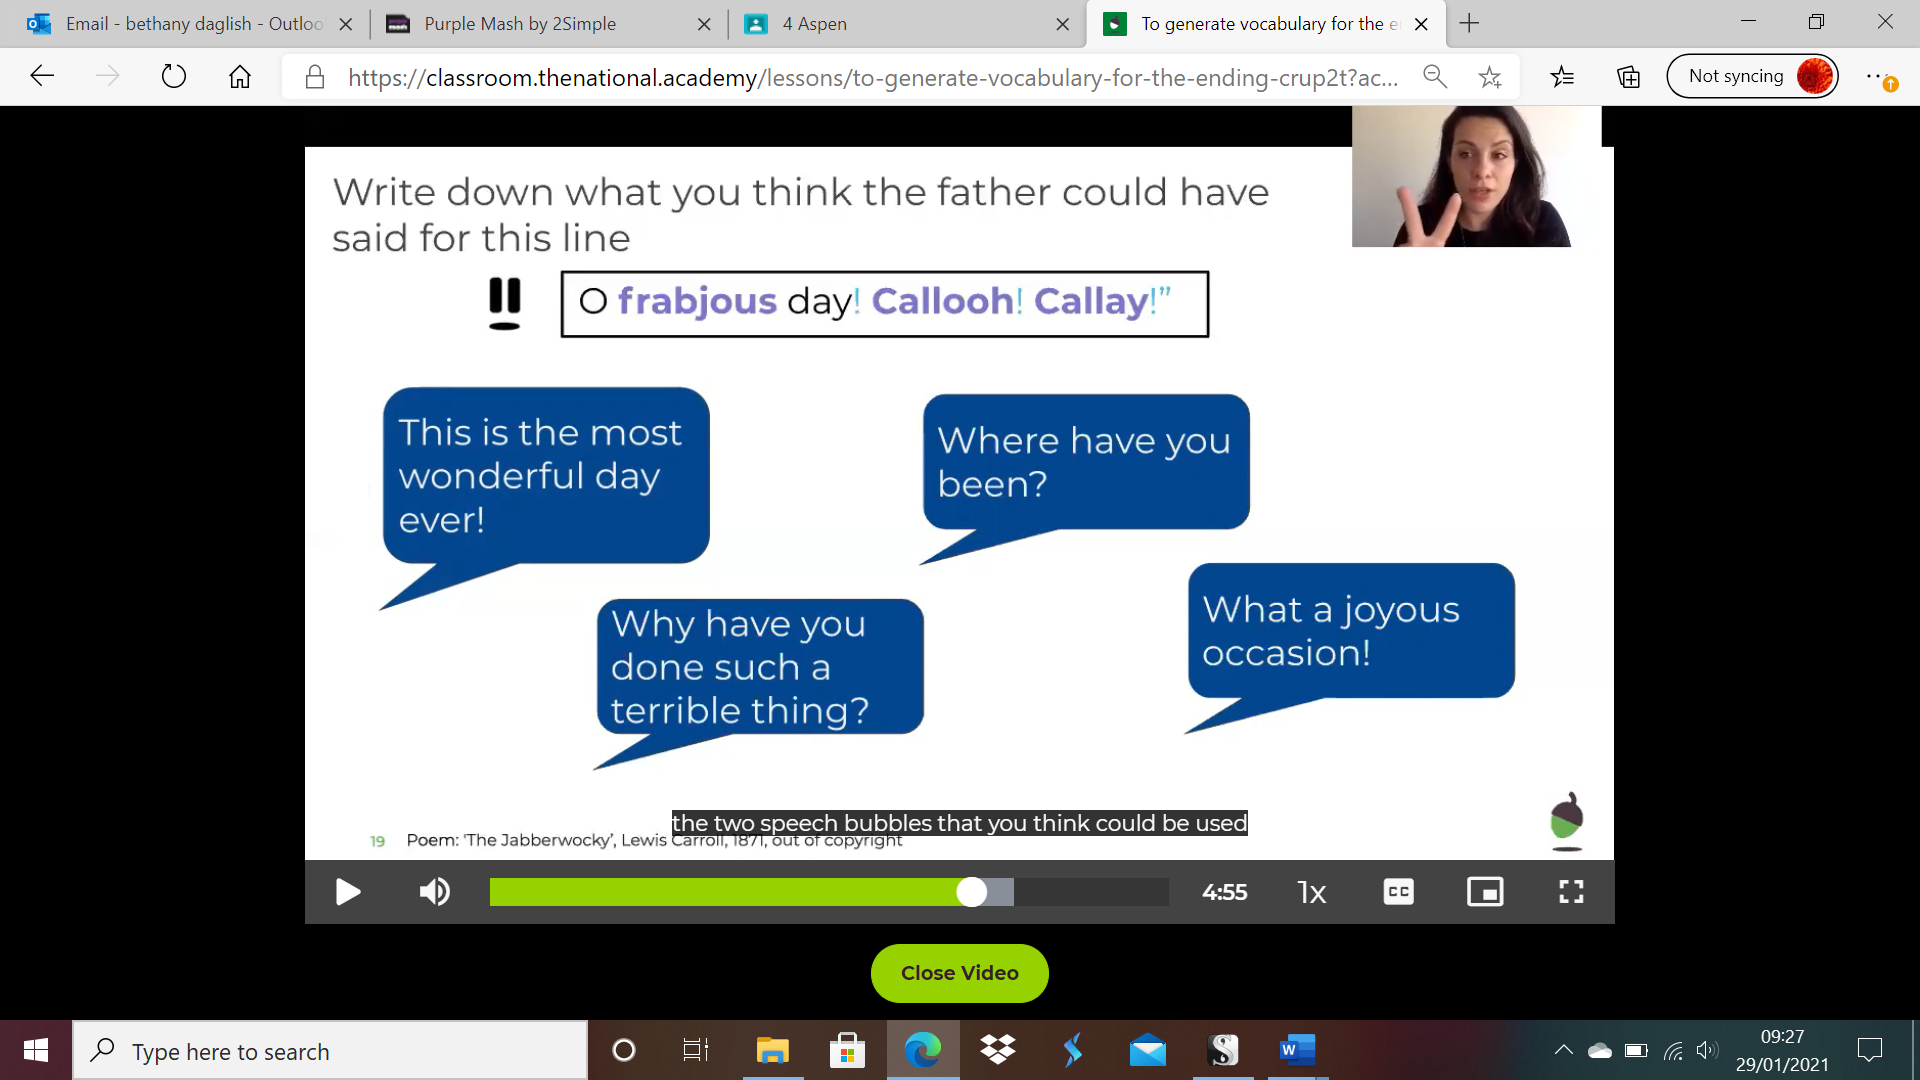 Email - bethany daglish - Outloo
Purple Mash by 2Simple
4 Aspen
To generate vocabulary for the e
https://classroom.thenational.academy/lessons/to-generate-vocabulary-for-the-ending-crup2t?ac...
Not syncing
Write down what you think the father could have
said for this line
O frabjous day! Callooh! Callay!”
This is the most
wonderful day
ever!
Where have you
been?
Why have you
done such a
terrible thing?
What a joyous
occasion!
the two speech bubbles that you think could be used
19 Poem: ‘The Jabberwocky’, Lewis Carroll, 1871, out of copyright
4:55
1x
CC
Close Video
Type here to search
W
09:27
29/01/2021